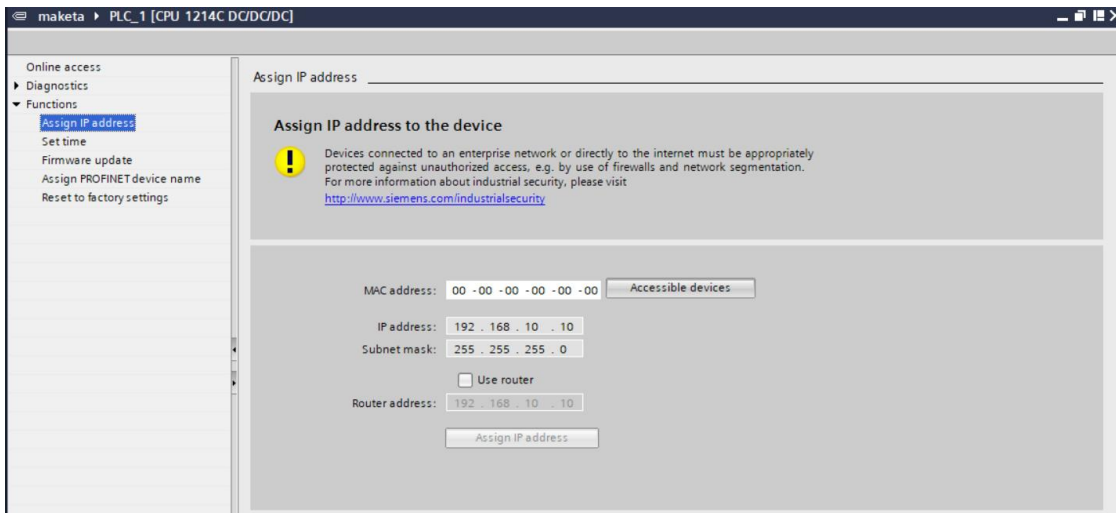 maketa ▸ PLC_1 [CPU 1214C DC/DC/DC]
Online access
Diagnostics
Functions
Assign IP address
Set time
Firmware update
Assign PROFINET device name
Reset to factory settings
Assign IP address
Assign IP address to the device
Devices connected to an enterprise network or directly to the internet must be appropriately
protected against unauthorized access, e.g. by use of firewalls and network segmentation.
For more information about industrial security, please visit
http://www.siemens.com/industrialsecurity
MAC address: 00 -00 -00 -00 -00 -00 Accessible devices
IP address: 192 . 168 . 10 . 10
Subnet mask: 255 . 255 . 255 . 0
Use router
Router address: 192 . 168 . 10 . 10
Assign IP address